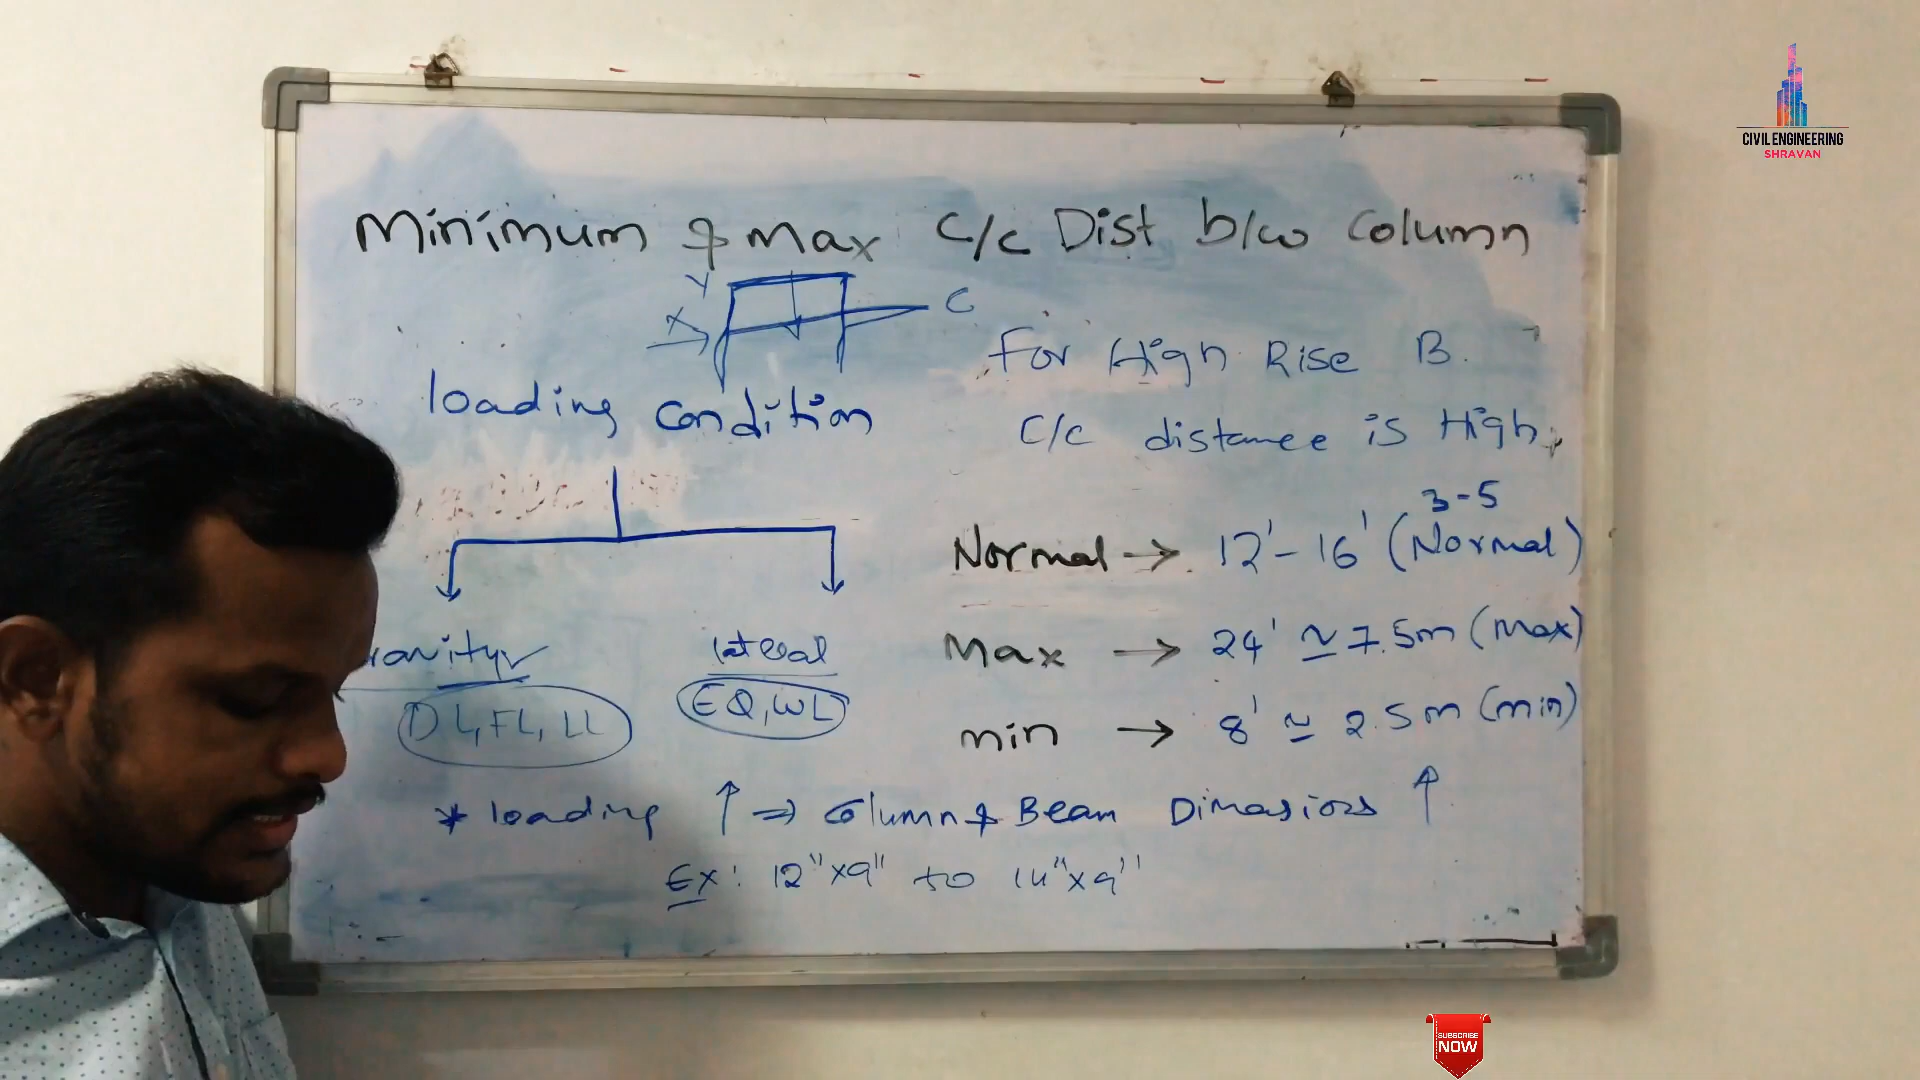 Minimum & Max C/c Dist b/w Column
Y
X
C
loading condition
ravity
lateral
DL, FL, LL
EQ, WL
For High Rise B.
C/c distance is High.
3-5
Normal → 12' - 16' (Normal)
Max → 24' ≃ 7.5m (Max)
min → 8' ≃ 2.5m (min)
* loading ↑ ⇒ Column & Beam Dimasions ↑
Ex: 12"x9" to 14"x9"
CIVIL ENGINEERING
SHRAVAN
SUBSCRIBE
NOW